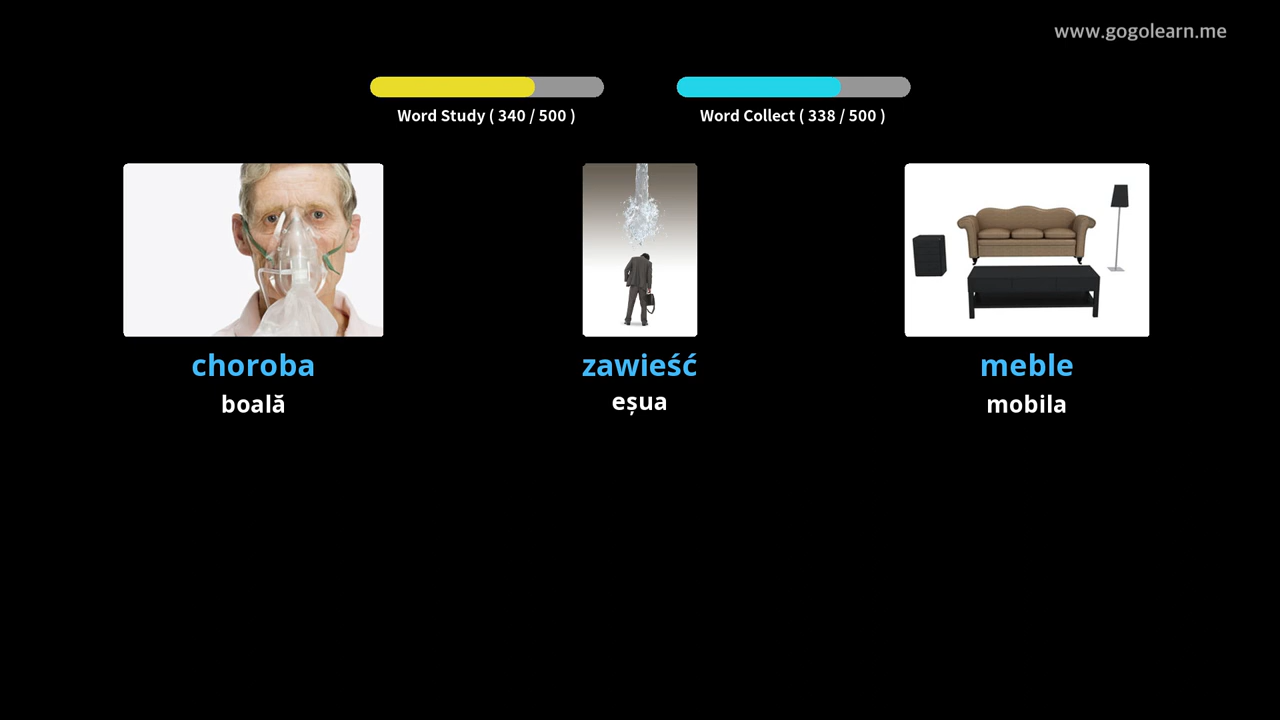 www.gogolearn.me
Word Study ( 340 / 500 )
Word Collect ( 338 / 500 )
choroba
zawieść
meble
boală
eșua
mobila